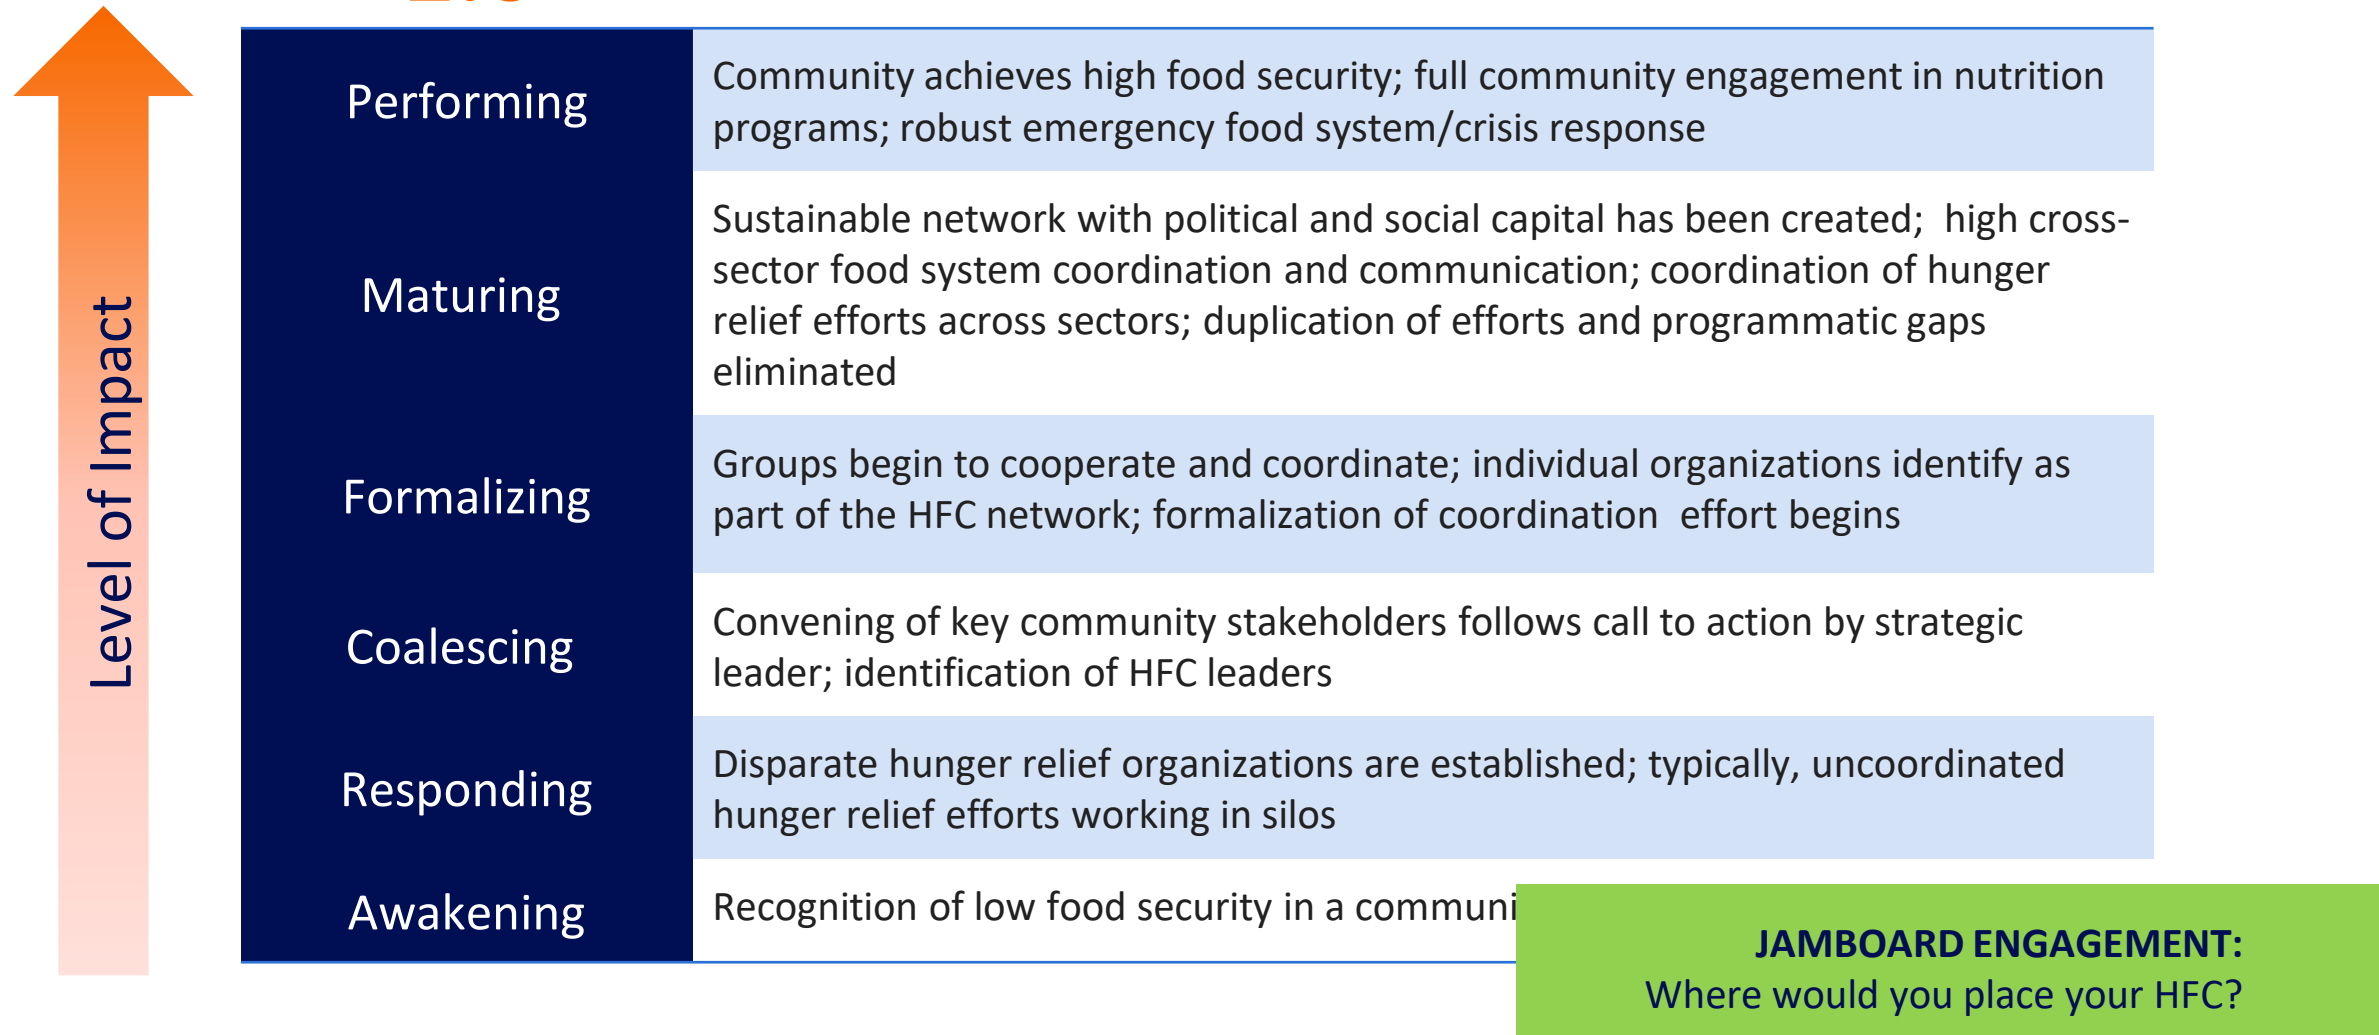 Performing
Community achieves high food security; full community engagement in nutrition
programs; robust emergency food system/crisis response
Maturing
Sustainable network with political and social capital has been created;  high cross-
sector food system coordination and communication; coordination of hunger
relief efforts across sectors; duplication of efforts and programmatic gaps
eliminated
Formalizing
Groups begin to cooperate and coordinate; individual organizations identify as
part of the HFC network; formalization of coordination  effort begins
Coalescing
Convening of key community stakeholders follows call to action by strategic
leader; identification of HFC leaders
Responding
Disparate hunger relief organizations are established; typically, uncoordinated
hunger relief efforts working in silos
Awakening
Recognition of low food security in a
Level of Impact
JAMBOARD ENGAGEMENT:
Where would you place your HFC?